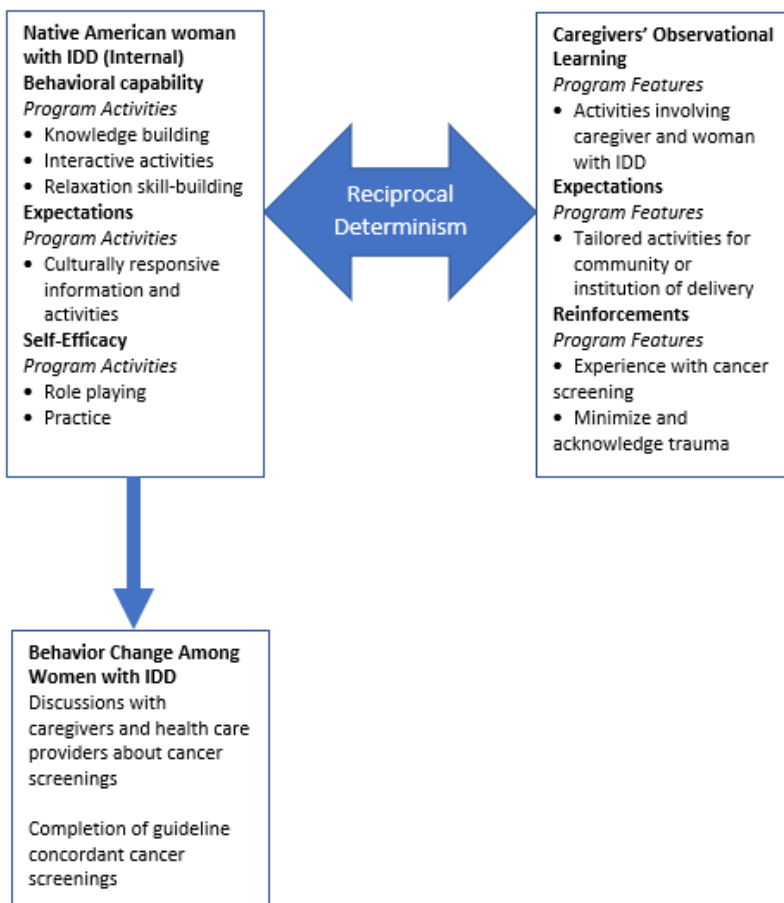 Native American woman
with IDD (Internal)
Behavioral capability
Program Activities
• Knowledge building
• Interactive activities
• Relaxation skill-building
Expectations
Program Activities
• Culturally responsive
information and
activities
Self-Efficacy
Program Activities
• Role playing
• Practice
Reciprocal
Determinism
Caregivers’ Observational
Learning
Program Features
• Activities involving
caregiver and woman
with IDD
Expectations
Program Features
• Tailored activities for
community or
institution of delivery
Reinforcements
Program Features
• Experience with cancer
screening
• Minimize and
acknowledge trauma
Behavior Change Among
Women with IDD
Discussions with
caregivers and health care
providers about cancer
screenings
Completion of guideline
concordant cancer
screenings